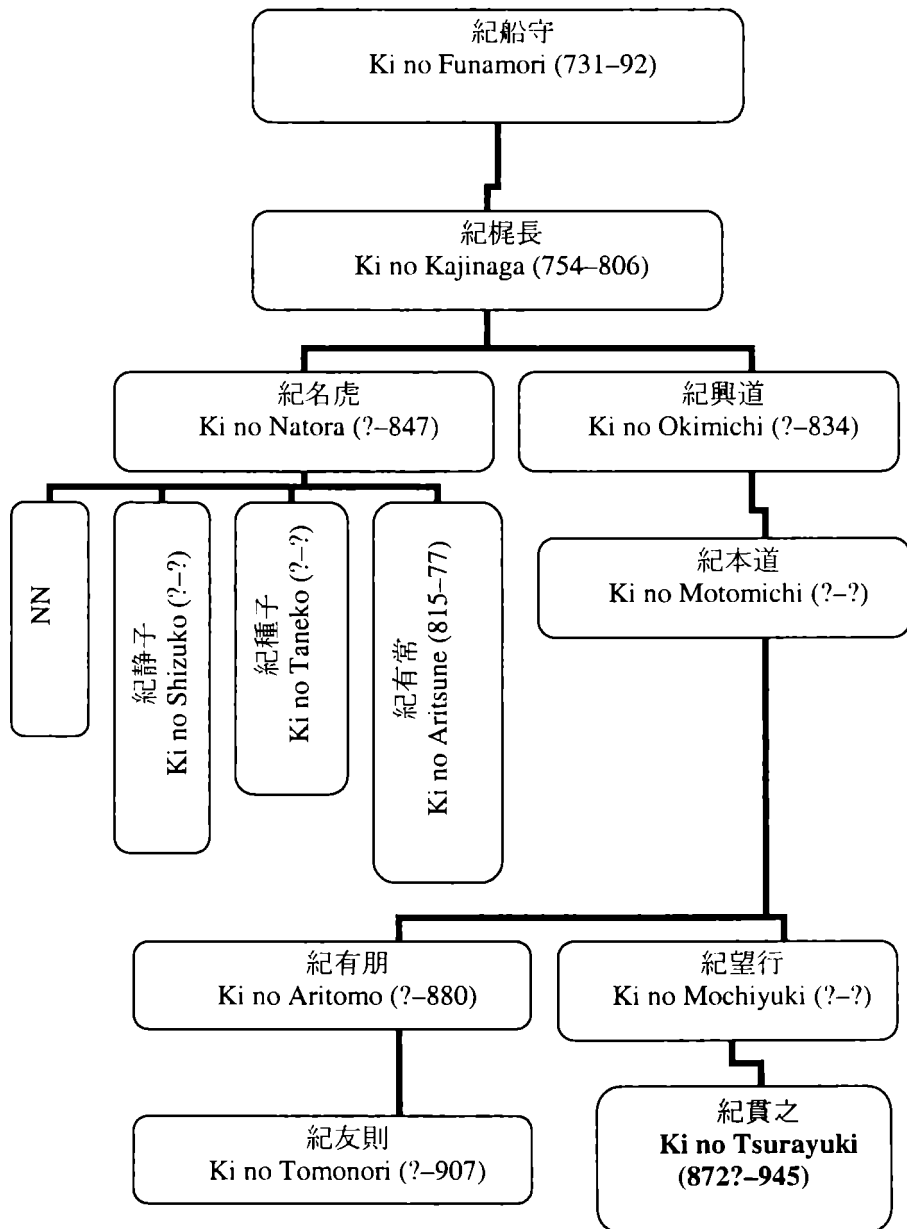 紀船守
Ki no Funamori (731–92)
紀梶長
Ki no Kajinaga (754–806)
紀名虎
Ki no Natora (?–847)
紀興道
Ki no Okimichi (?–834)
NN
紀静子
Ki no Shizuko (?–?)
紀種子
Ki no Taneko (?–?)
紀有常
Ki no Aritsune (815–77)
紀本道
Ki no Motomichi (?–?)
紀有朋
Ki no Aritomo (?–880)
紀望行
Ki no Mochiyuki (?–?)
紀友則
Ki no Tomonori (?–907)
紀貫之
Ki no Tsurayuki
(872?–945)